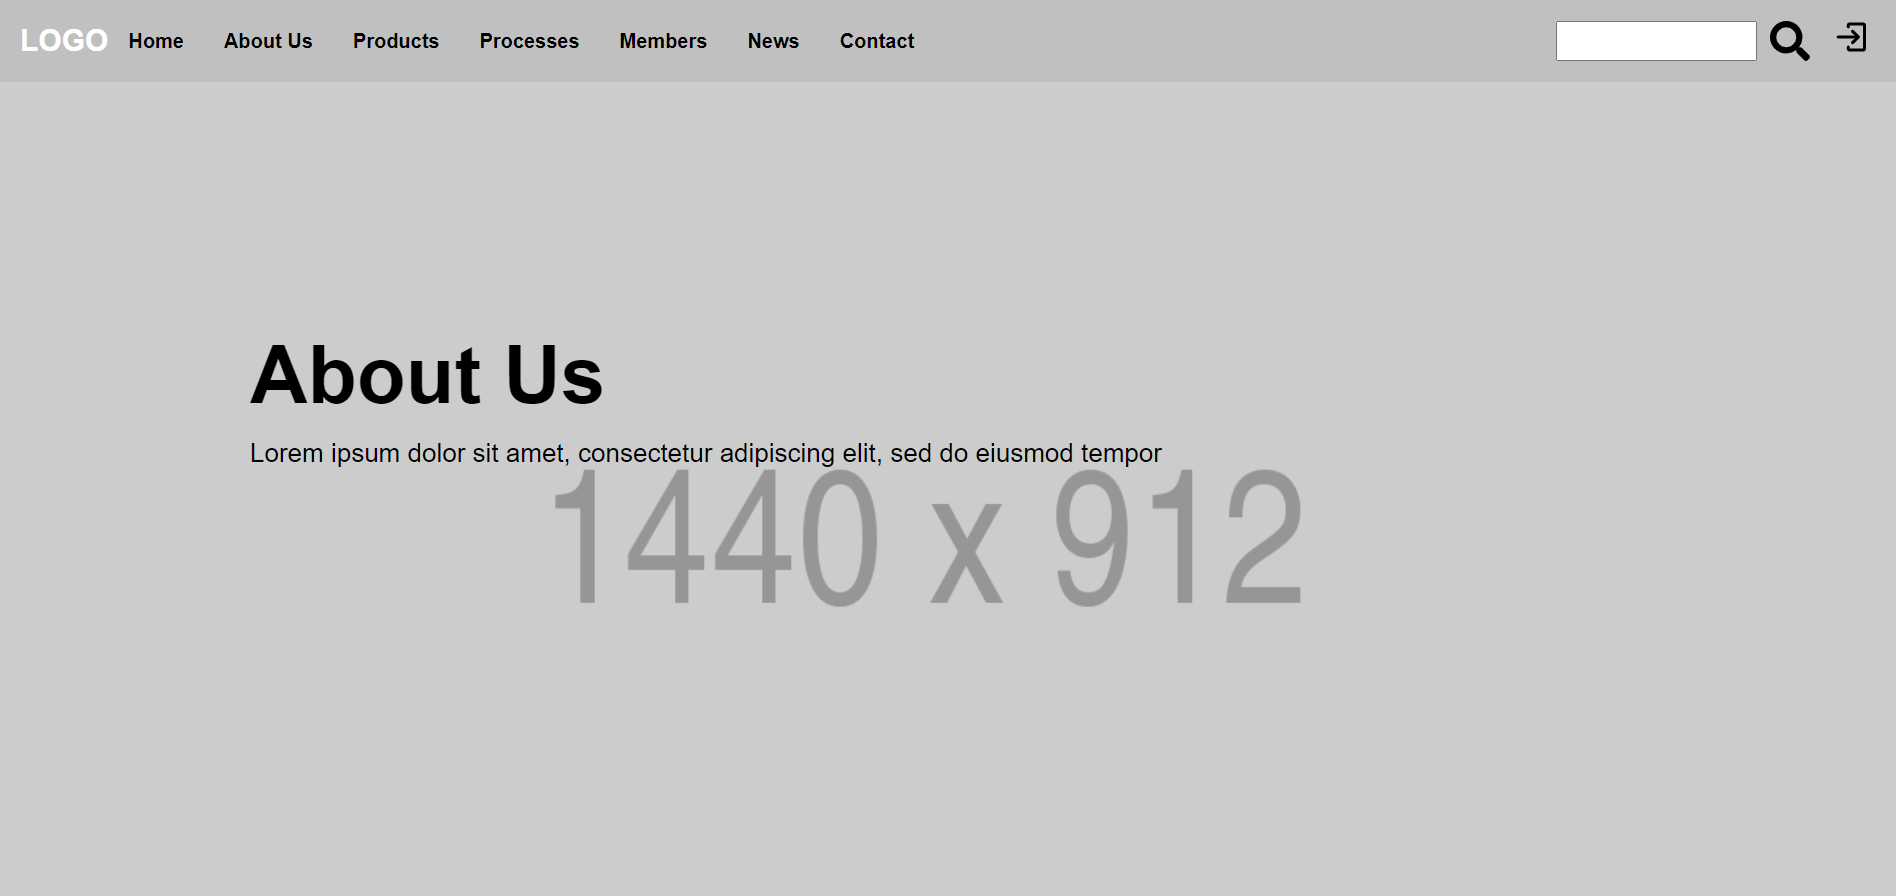 LOGO Home About Us Products Processes Members News Contact
About Us
Lorem ipsum dolor sit amet, consectetur adipiscing elit, sed do eiusmod tempor
1440 x 912